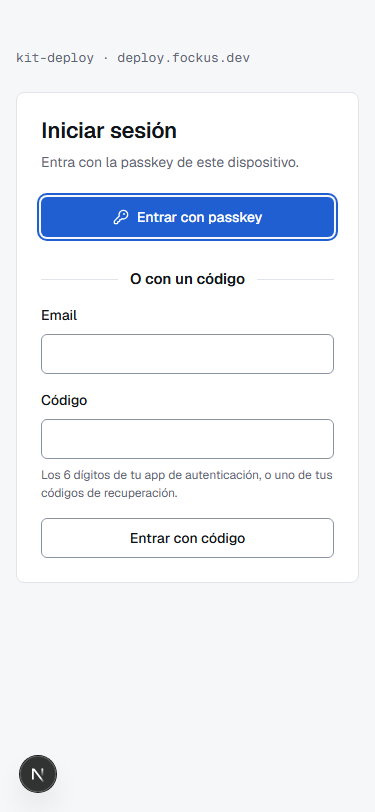 kit-deploy · deploy.fockus.dev
Iniciar sesión
Entra con la passkey de este dispositivo.
Entrar con passkey
O con un código
Email
Código
Los 6 dígitos de tu app de autenticación, o uno de tus
códigos de recuperación.
Entrar con código
N